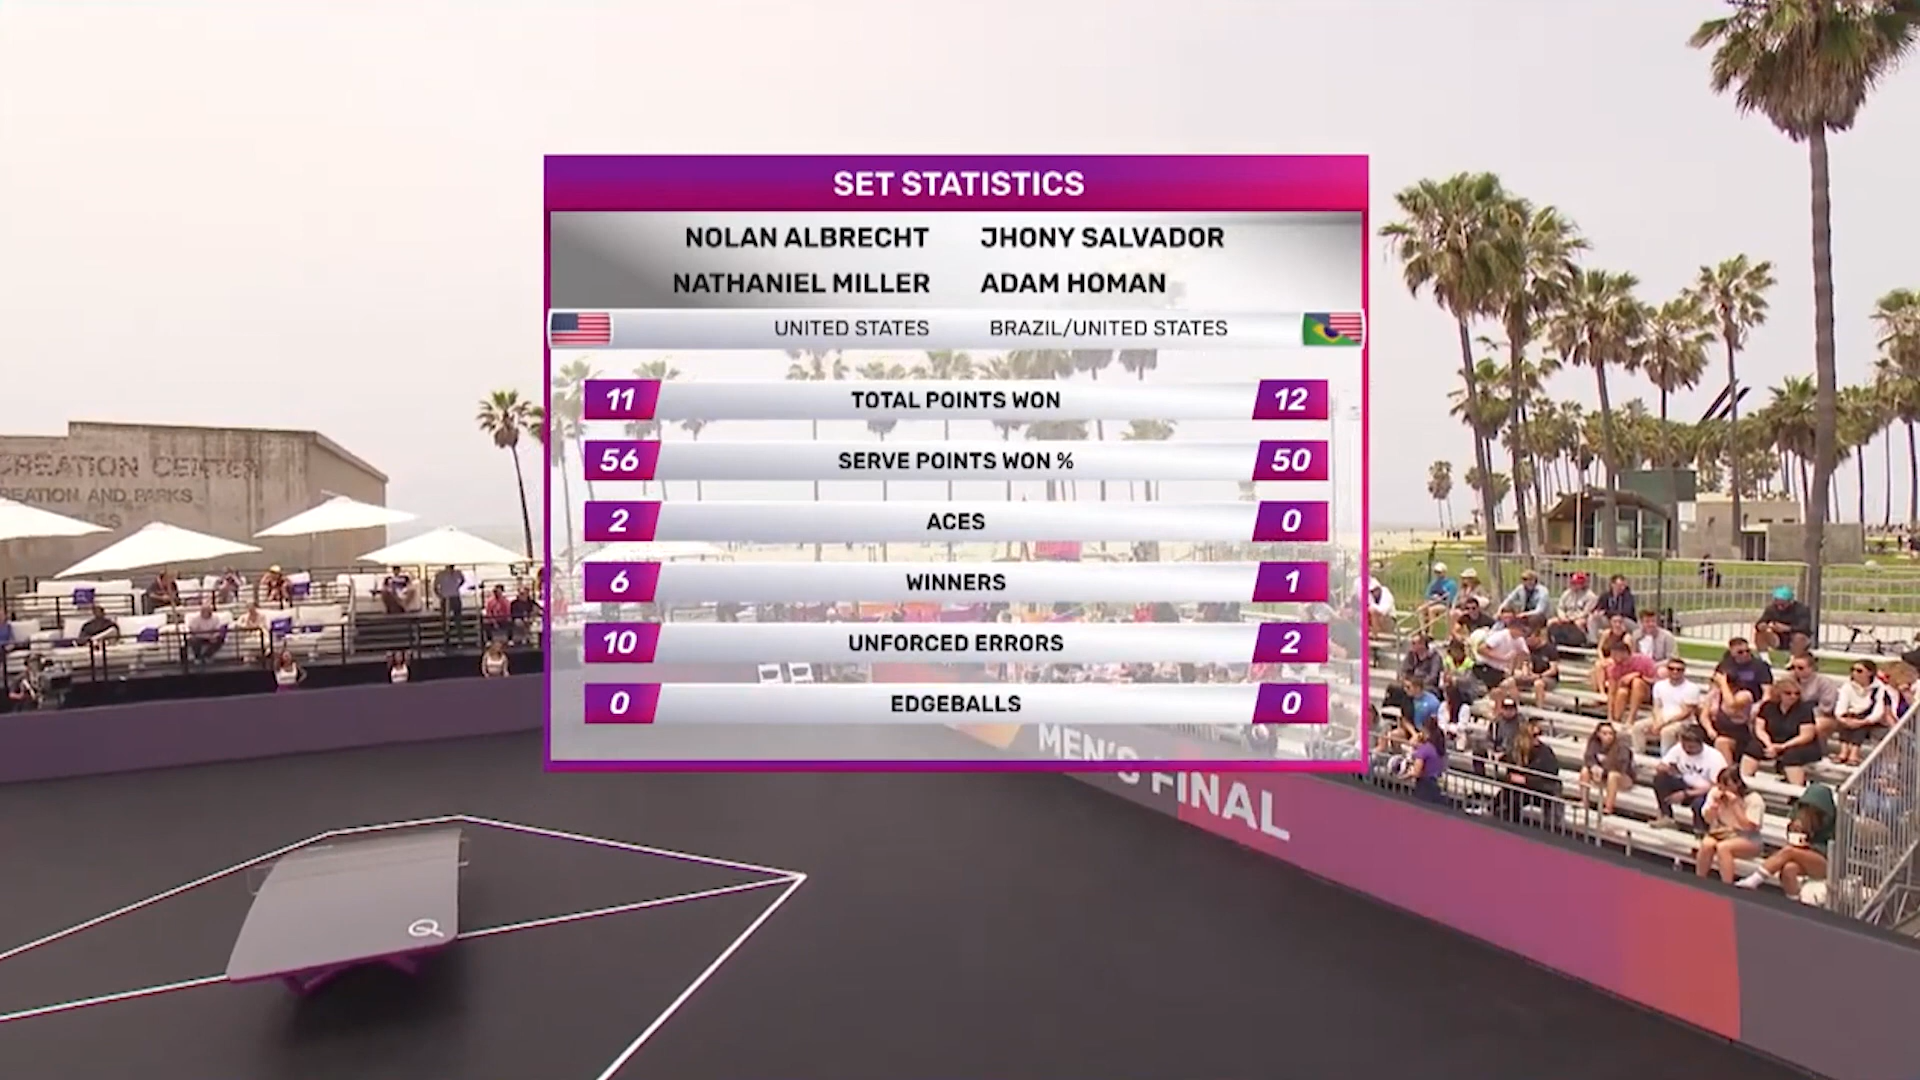 SET STATISTICS
NOLAN ALBRECHT JHONY SALVADOR
NATHANIEL MILLER ADAM HOMAN
UNITED STATES BRAZIL/UNITED STATES
11 TOTAL POINTS WON 12
56 SERVE POINTS WON % 50
2 ACES 0
6 WINNERS 1
10 UNFORCED ERRORS 2
0 EDGEBALLS 0
CREATION CENTER
REATION AND PARKS
MEN'S FINAL